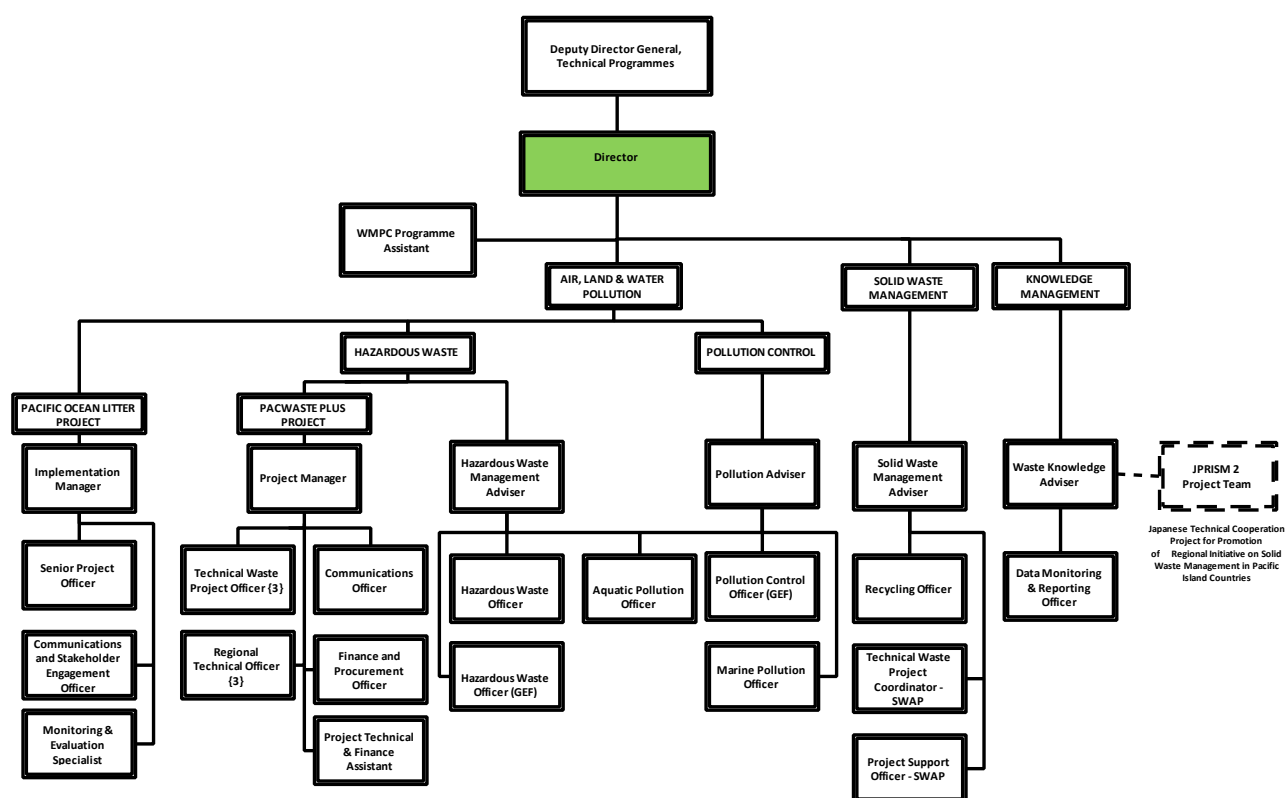 Deputy Director General,
Technical Programmes
Director
WMPC Programme
Assistant
AIR, LAND & WATER
POLLUTION
SOLID WASTE
MANAGEMENT
KNOWLEDGE
MANAGEMENT
HAZARDOUS WASTE
POLLUTION CONTROL
PACIFIC OCEAN LITTER
PROJECT
PACWASTE PLUS
PROJECT
Implementation
Manager
Project Manager
Hazardous Waste
Management
Adviser
Pollution Adviser
Solid Waste
Management
Adviser
Waste Knowledge
Adviser
JPRISM 2
Project Team
Japanese Technical Cooperation
Project for Promotion
of Regional Initiative on Solid
Waste Management in Pacific
Island Countries
Senior Project
Officer
Technical Waste
Project Officer {3}
Communications
Officer
Hazardous Waste
Officer
Aquatic Pollution
Officer
Pollution Control
Officer (GEF)
Recycling Officer
Data Monitoring
& Reporting
Officer
Communications
and Stakeholder
Engagement
Officer
Regional
Technical Officer
{3}
Finance and
Procurement
Officer
Hazardous Waste
Officer (GEF)
Marine Pollution
Officer
Technical Waste
Project
Coordinator -
SWAP
Monitoring &
Evaluation
Specialist
Project Technical
& Finance
Assistant
Project Support
Officer - SWAP